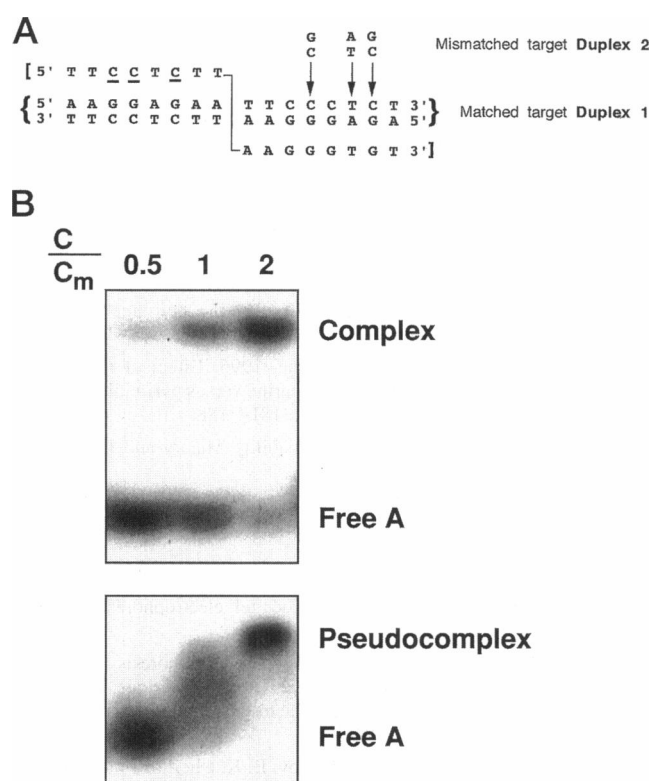 A
G A G
C T C
Mismatched target Duplex 2
[ 5' T T C C T C T T
{ 5' A A G G A G A A T T C C C T C T 3' }
3' T T C C T C T T A A G G G A G A 5'
Matched target Duplex 1
A A G G G T G T 3' ]
B
C
Cm
0.5 1 2
Complex
Free A
Pseudocomplex
Free A